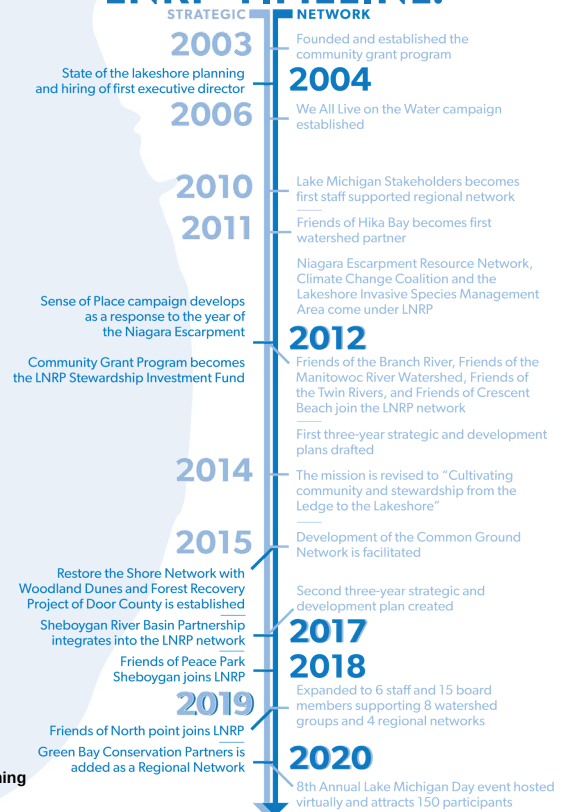 LNRP TIMELINE:
STRATEGIC NETWORK
2003
Founded and established the
community grant program
State of the lakeshore planning
and hiring of first executive director
2004
2006
We All Live on the Water campaign
established
2010
Lake Michigan Stakeholders becomes
first staff supported regional network
2011
Friends of Hika Bay becomes first
watershed partner
Niagara Escarpment Resource Network,
Climate Change Coalition and the
Lakeshore Invasive Species Management
Area come under LNRP
Sense of Place campaign develops
as a response to the year of
the Niagara Escarpment
2012
Community Grant Program becomes
the LNRP Stewardship Investment Fund
Friends of the Branch River, Friends of the
Manitowoc River Watershed, Friends of
the Twin Rivers, and Friends of Crescent
Beach join the LNRP network
First three-year strategic and development
plans drafted
2014
The mission is revised to “Cultivating
community and stewardship from the
Ledge to the Lakeshore”
2015
Development of the Common Ground
Network is facilitated
Restore the Shore Network with
Woodland Dunes and Forest Recovery
Project of Door County is established
Second three-year strategic and
development plan created
Sheboygan River Basin Partnership
integrates into the LNRP network
2017
Friends of Peace Park
Sheboygan joins LNRP
2018
2019
Expanded to 6 staff and 15 board
members supporting 8 watershed
groups and 4 regional networks
Friends of North point joins LNRP
Green Bay Conservation Partners is
added as a Regional Network
2020
ning
8th Annual Lake Michigan Day event hosted
virtually and attracts 150 participants